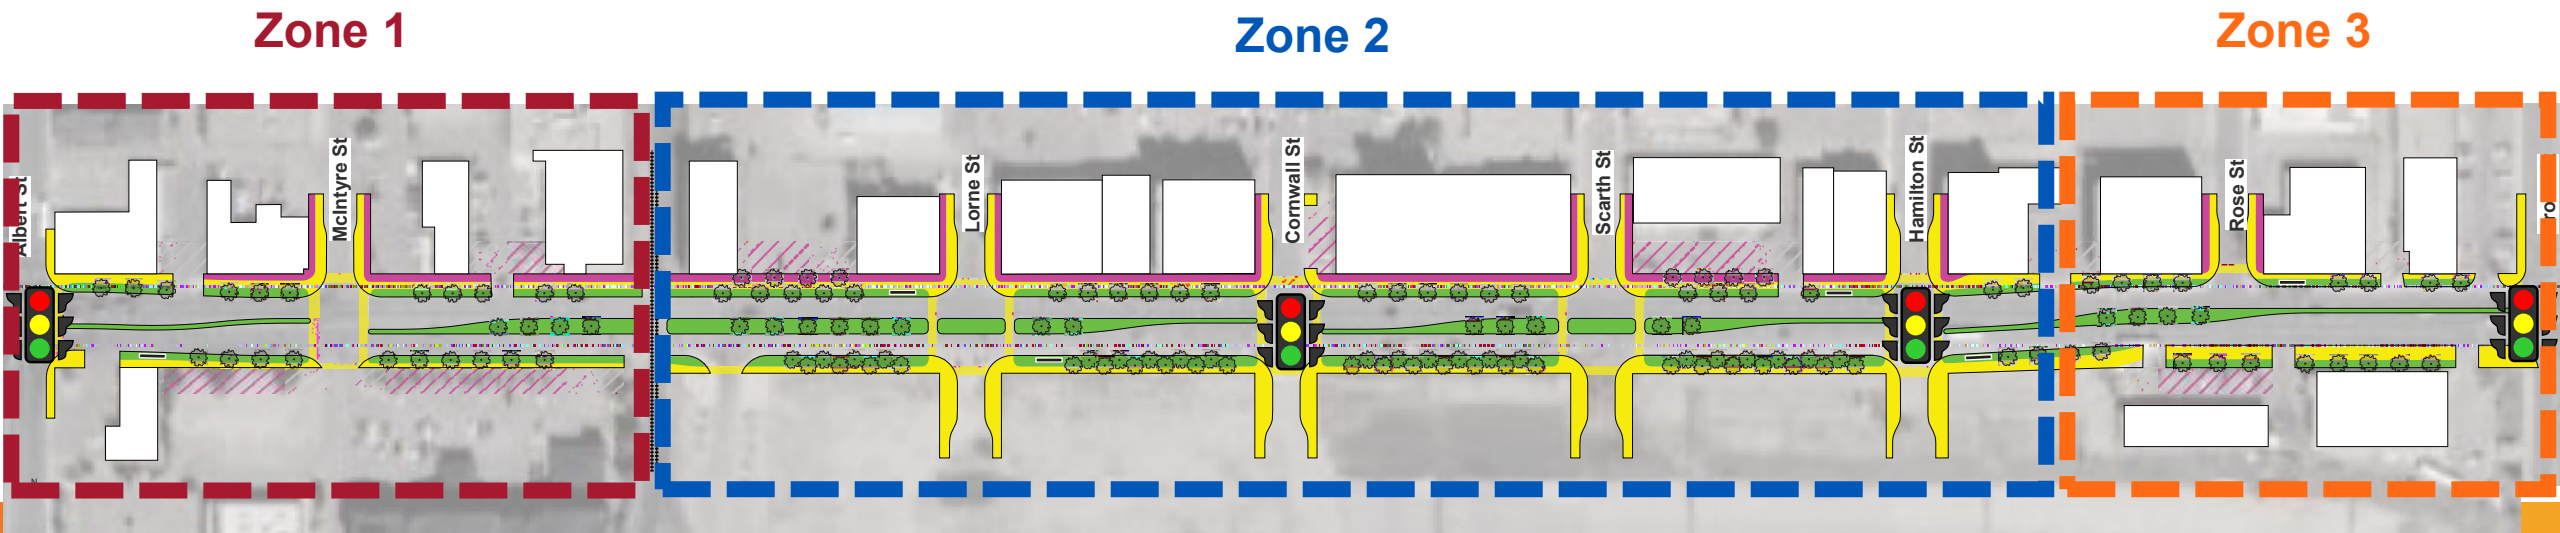 Zone 1
Zone 2
Zone 3
Albert St
McIntyre St
Lorne St
Cornwall St
Scarth St
Hamilton St
Rose St
ro
N